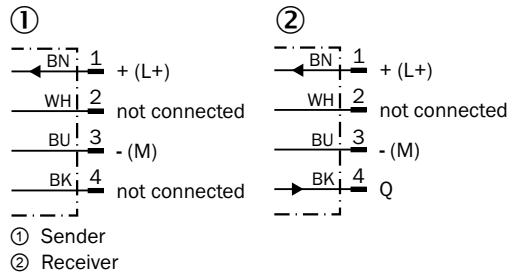 ① ②
BN 1 + (L+) BN 1 + (L+)
WH 2 not connected WH 2 not connected
BU 3 - (M) BU 3 - (M)
BK 4 not connected BK 4 Q
① Sender
② Receiver